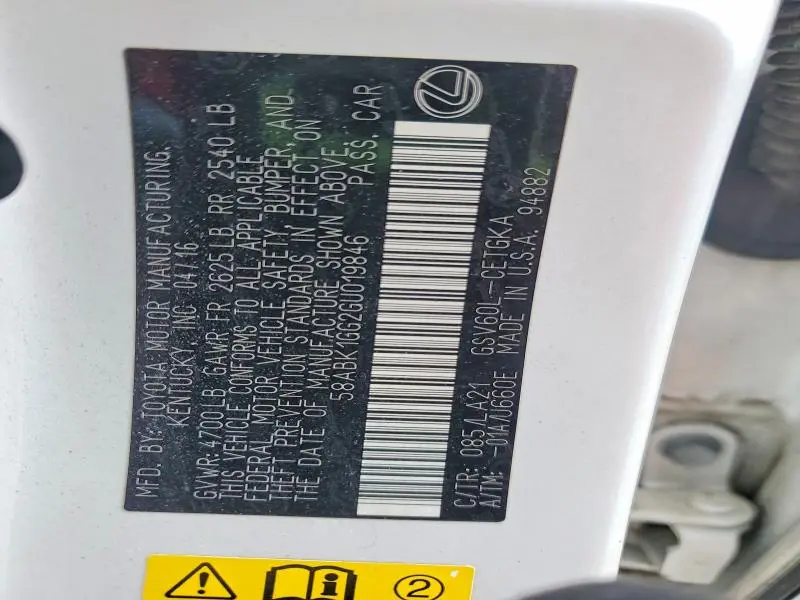 MFD. BY: TOYOTA MOTOR MANUFACTURING,
KENTUCKY, INC 04/16
GVWR: 4700 LB GAWR FR 2625 LB RR 2540 LB
THIS VEHICLE CONFORMS TO ALL APPLICABLE
FEDERAL MOTOR VEHICLE SAFETY, BUMPER, AND
THEFT PREVENTION STANDARDS IN EFFECT ON
THE DATE OF MANUFACTURE SHOWN ABOVE.
58ABK1GG2GU019846 PASS. CAR
C/TR: 085/LA21 GSV60L-CETGKA
A/TM: -01A/U660E MADE IN U.S.A. 94882
2